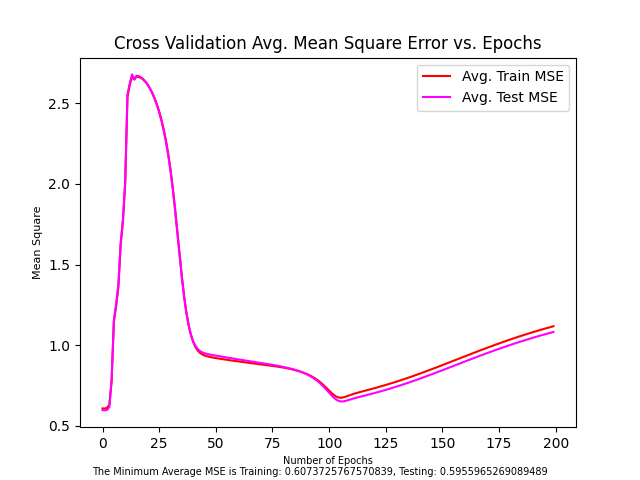 Cross Validation Avg. Mean Square Error vs. Epochs
Avg. Train MSE
Avg. Test MSE
Mean Square
2.5
2.0
1.5
1.0
0.5
0 25 50 75 100 125 150 175 200
Number of Epochs
The Minimum Average MSE is Training: 0.6073725767570839, Testing: 0.5955965269089489